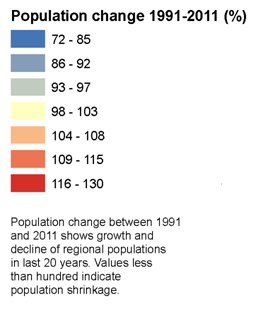 Population change 1991-2011 (%)
72 - 85
86 - 92
93 - 97
98 - 103
104 - 108
109 - 115
116 - 130
Population change between 1991
and 2011 shows growth and
decline of regional populations
in last 20 years. Values less
than hundred indicate
population shrinkage.